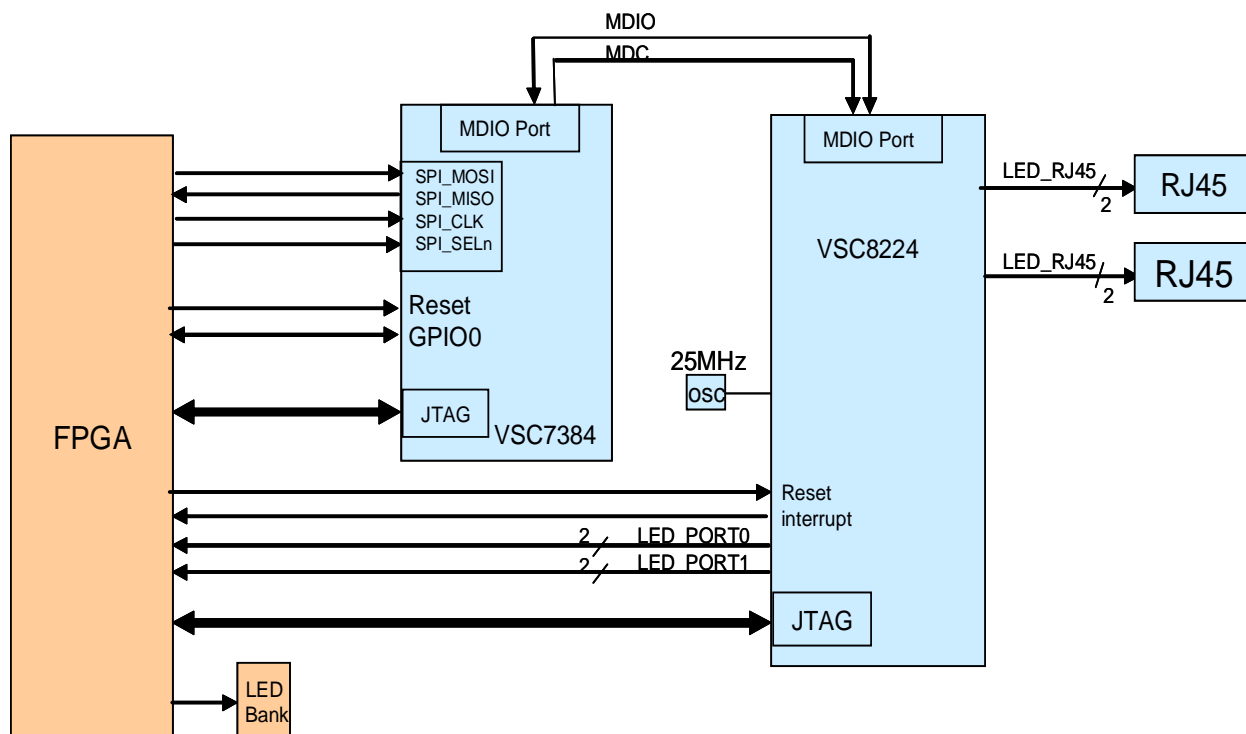 MDIO
MDC
MDIO Port
MDIO Port
SPI_MOSI
SPI_MISO
SPI_CLK
SPI_SELn
LED_RJ45
2
RJ45
VSC8224
LED_RJ45
2
RJ45
Reset
GPIO0
25MHz
osc
JTAG
VSC7384
FPGA
Reset
interrupt
2 LED_PORT0
2 LED_PORT1
JTAG
LED
Bank